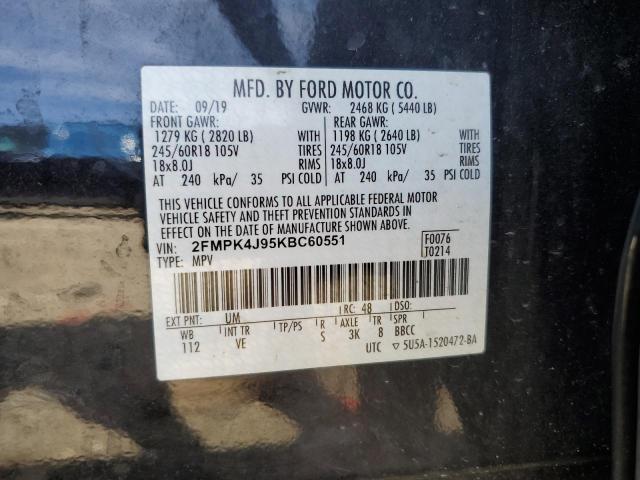 MFD. BY FORD MOTOR CO.
DATE: 09/19 GVWR: 2468 KG ( 5440 LB)
FRONT GAWR: REAR GAWR:
1279 KG ( 2820 LB) WITH 1198 KG ( 2640 LB) WITH
245/60R18 105V TIRES 245/60R18 105V TIRES
18x8.0J RIMS 18x8.0J RIMS
AT 240 kPa/ 35 PSI COLD AT 240 kPa/ 35 PSI COLD
THIS VEHICLE CONFORMS TO ALL APPLICABLE FEDERAL MOTOR
VEHICLE SAFETY AND THEFT PREVENTION STANDARDS IN
EFFECT ON THE DATE OF MANUFACTURE SHOWN ABOVE.
VIN: 2FMPK4J95KBC60551 F0076
TYPE: MPV T0214
EXT PNT: UM RC: 48 DSO:
WB INT TR TP/PS R AXLE TR SPR
112 VE S 3K 8 BBCC
UTC ▽ 5U5A-1520472-BA